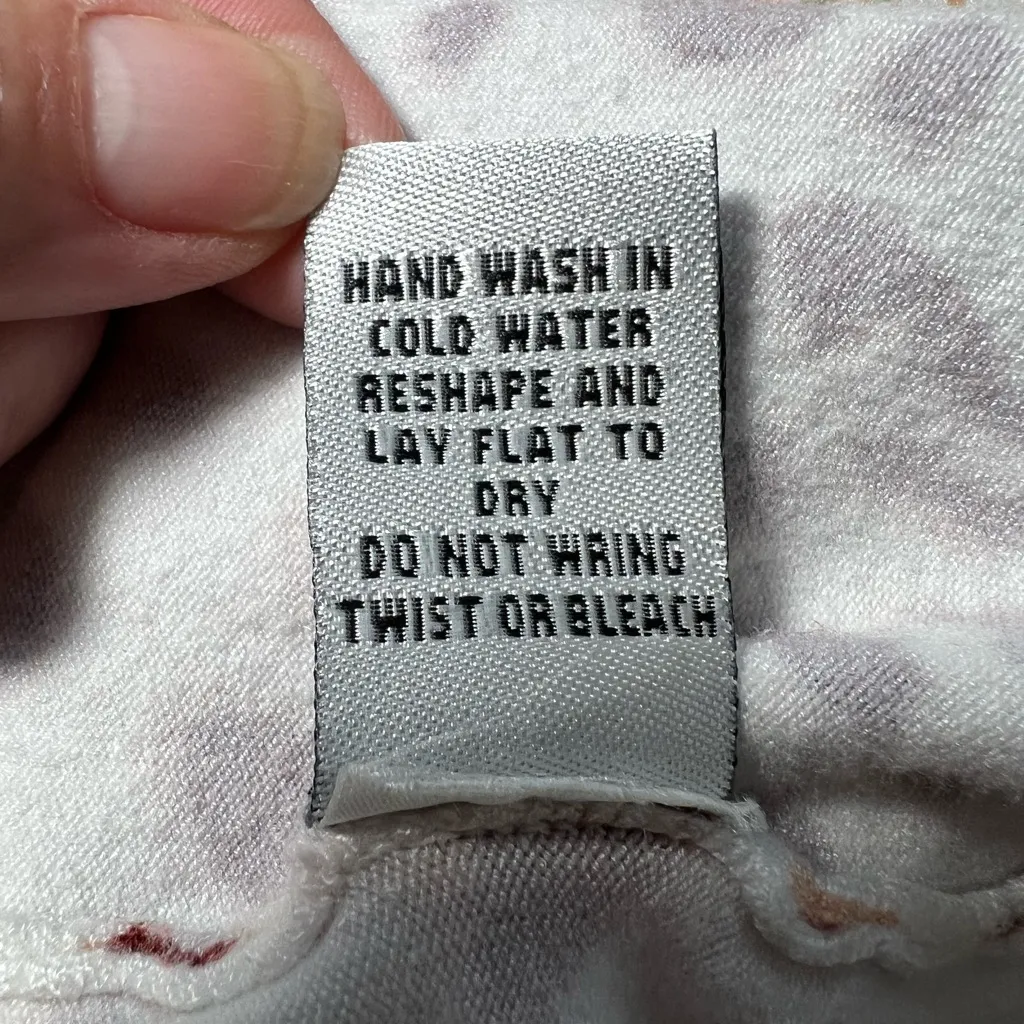 HAND WASH IN
COLD WATER
RESHAPE AND
LAY FLAT TO
DRY
DO NOT WRING
TWIST OR BLEACH